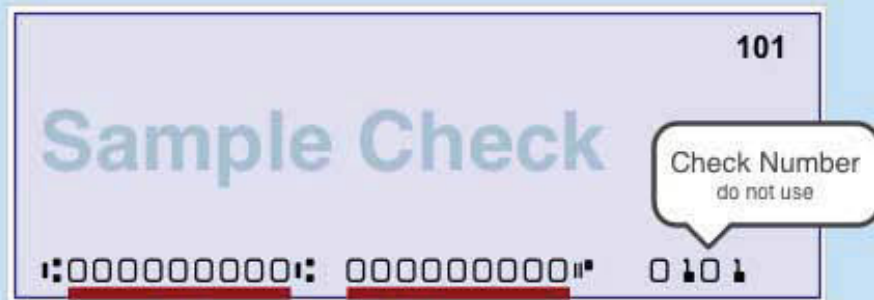 101
Sample Check
Check Number
do not use
⑆000000000⑆ 000000000⑈ 0101